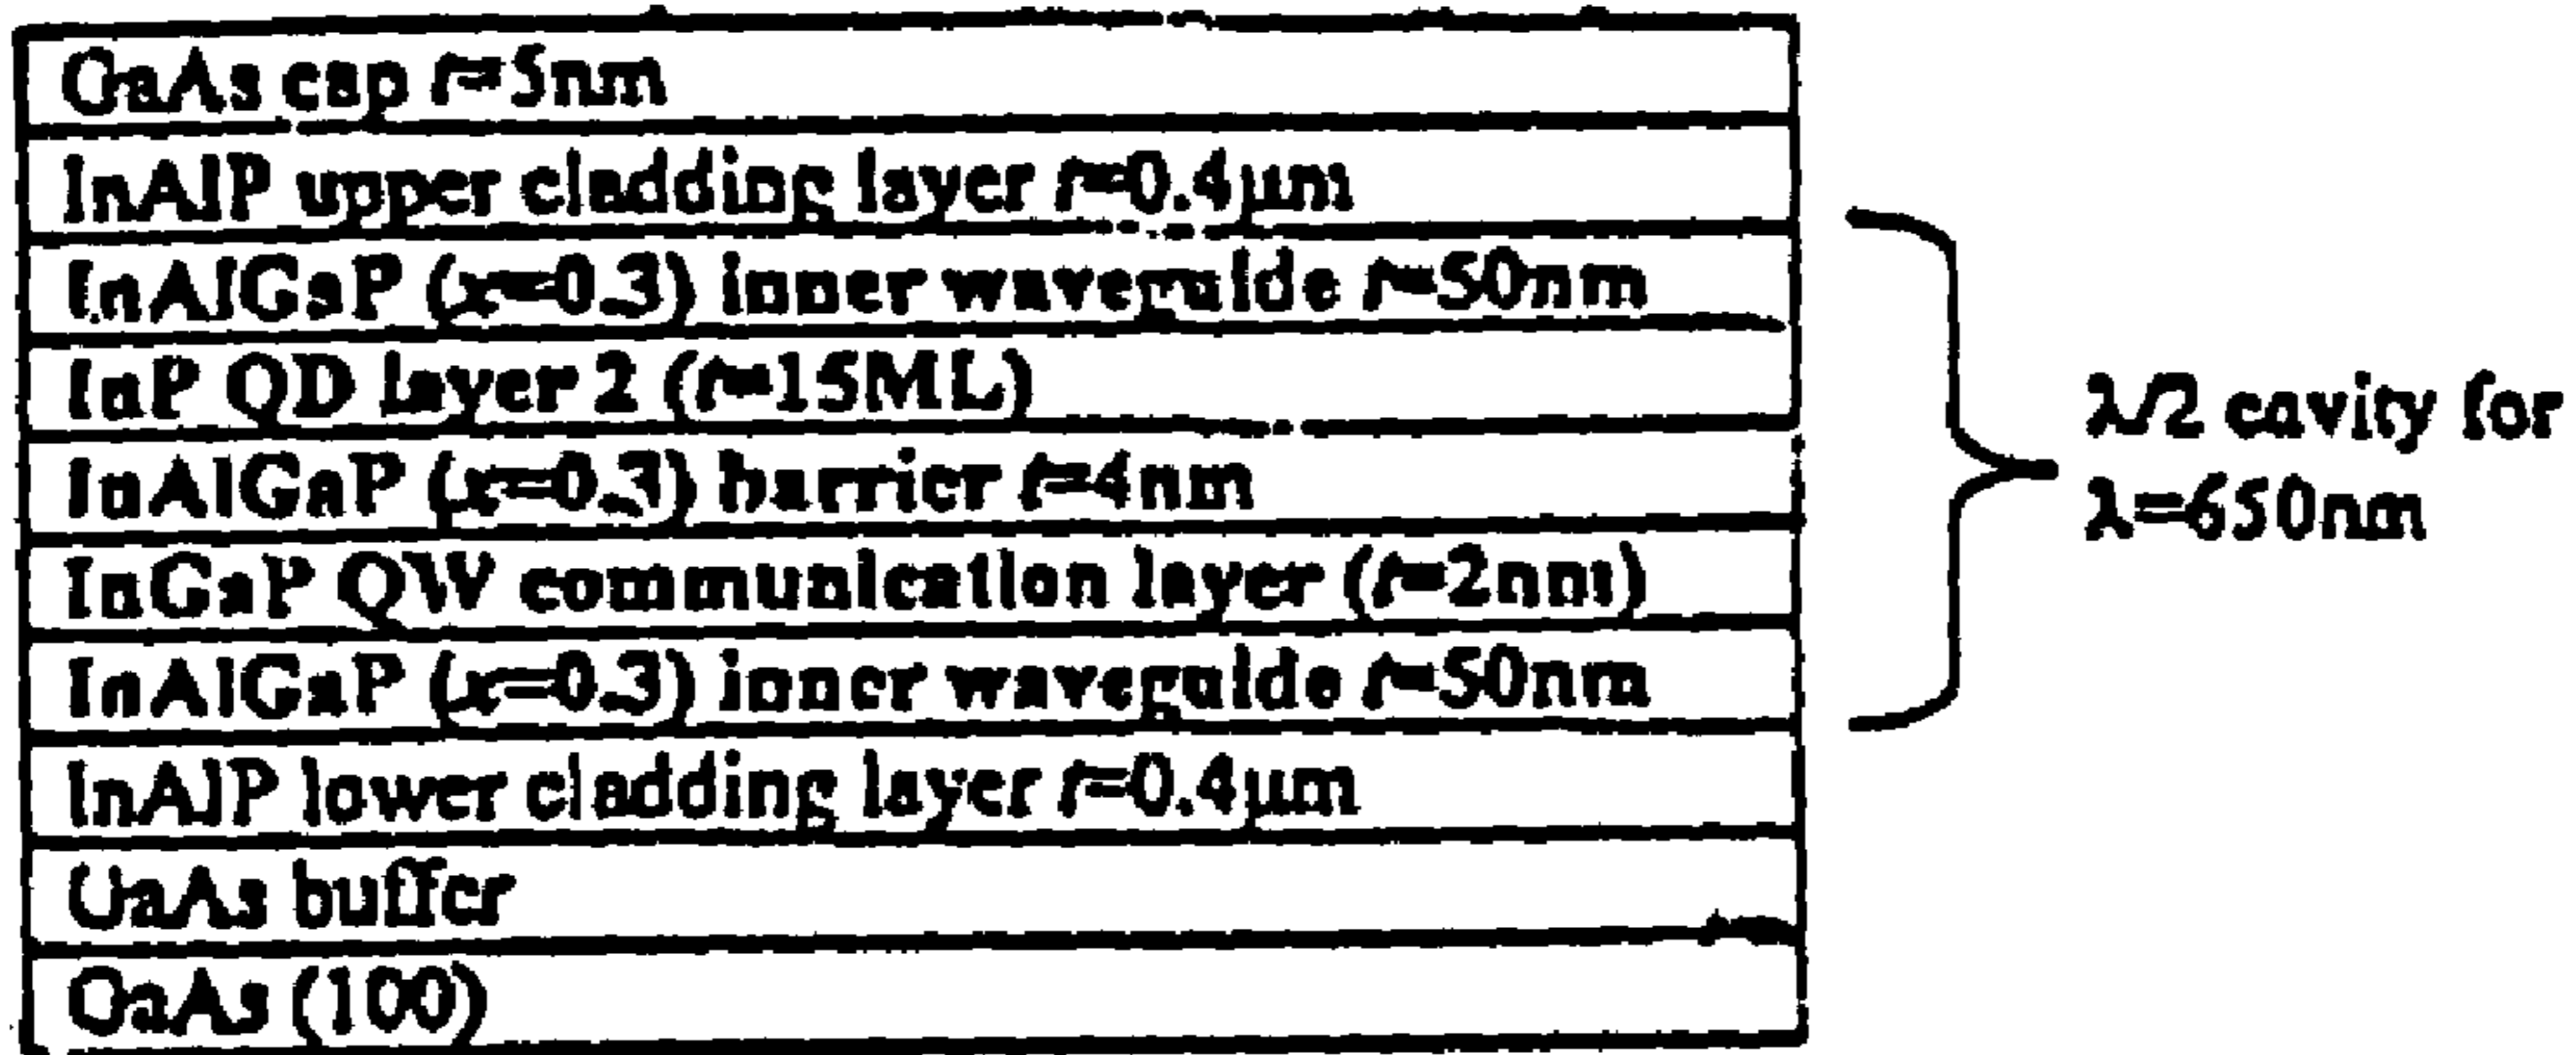 GaAs cap t=5nm
InAlP upper cladding layer t=0.4µm
InAlGaP (x=0.3) inner waveguide t=50nm
InP QD layer 2 (t=15ML)
InAlGaP (x=0.3) barrier t=4nm
InGaP QW communication layer (t=2nm)
InAlGaP (x=0.3) inner waveguide t=50nm
InAlP lower cladding layer t=0.4µm
GaAs buffer
GaAs (100)
λ/2 cavity for
λ=650nm